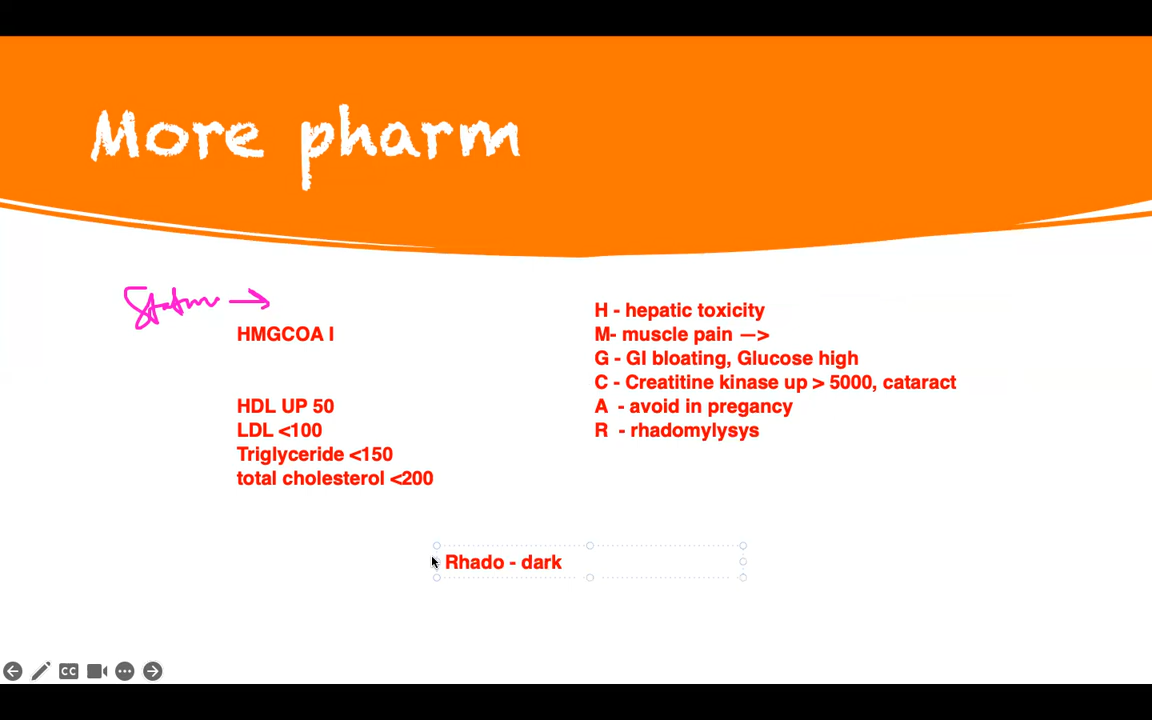 More pharm
Statin →
HMGCOA I
HDL UP 50
LDL <100
Triglyceride <150
total cholesterol <200
H - hepatic toxicity
M- muscle pain —>
G - GI bloating, Glucose high
C - Creatitine kinase up > 5000, cataract
A - avoid in pregancy
R - rhadomylysys
Rhado - dark
CC